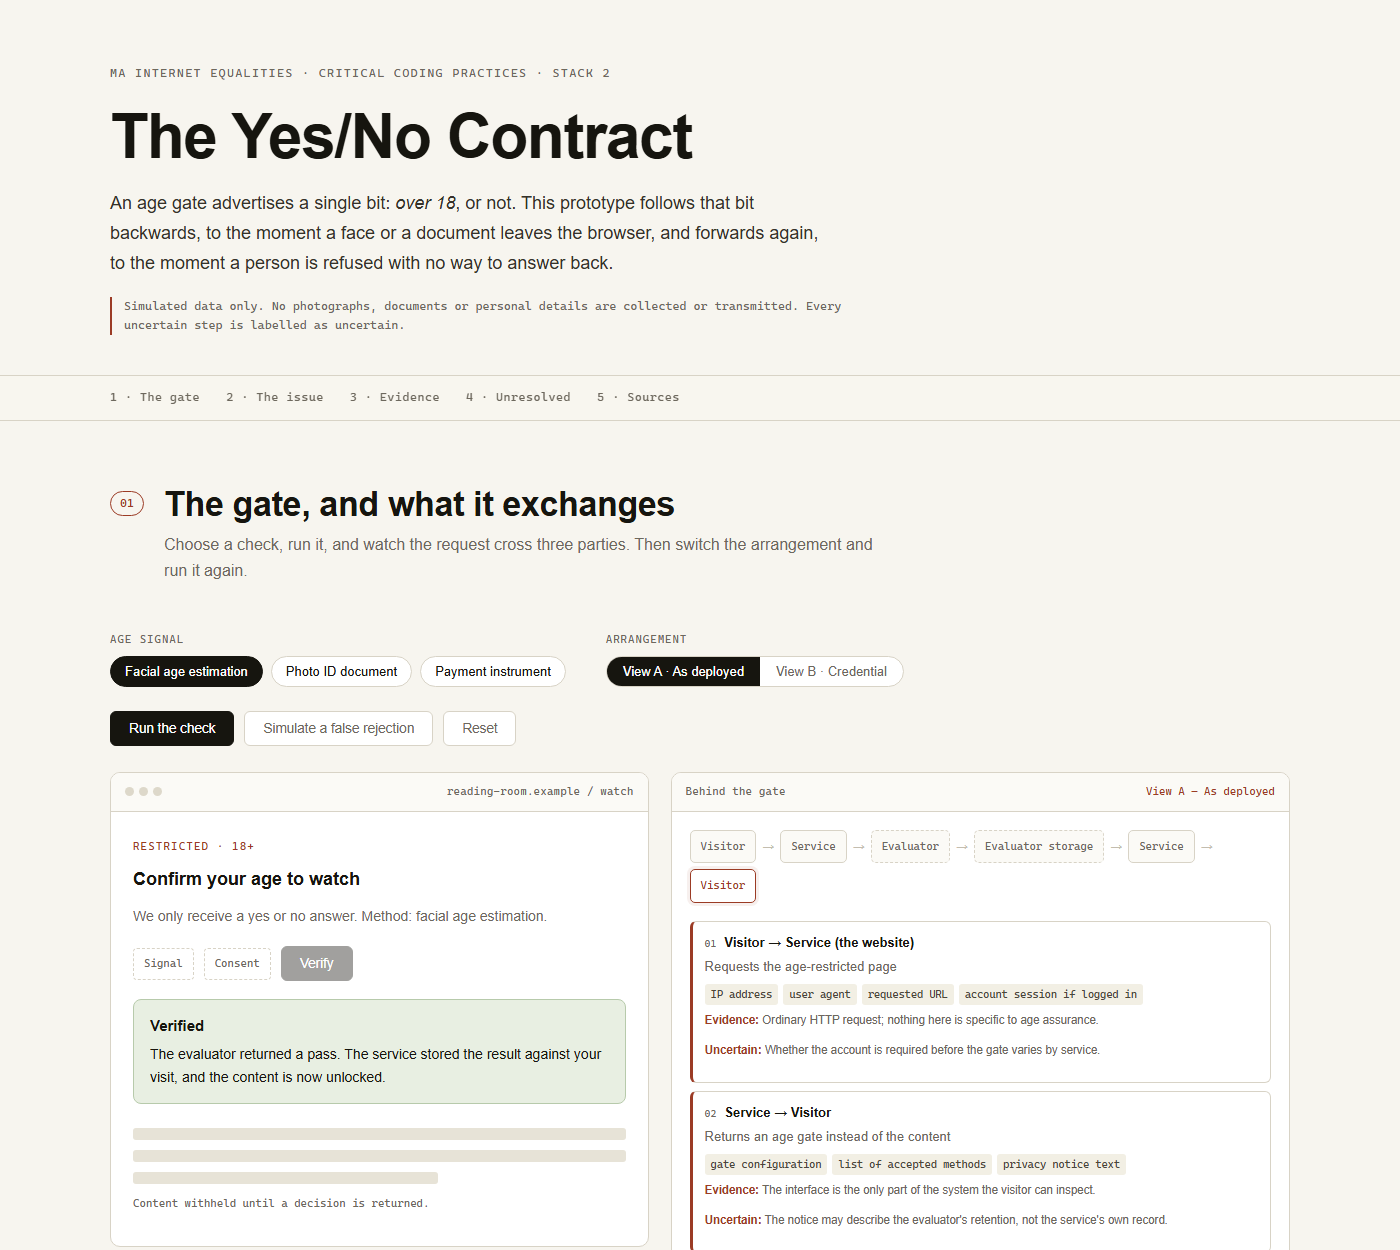 MA INTERNET EQUALITIES · CRITICAL CODING PRACTICES · STACK 2
The Yes/No Contract
An age gate advertises a single bit: over 18, or not. This prototype follows that bit
backwards, to the moment a face or a document leaves the browser, and forwards again,
to the moment a person is refused with no way to answer back.
Simulated data only. No photographs, documents or personal details are collected or transmitted. Every
uncertain step is labelled as uncertain.
1 · The gate 2 · The issue 3 · Evidence 4 · Unresolved 5 · Sources
01 The gate, and what it exchanges
Choose a check, run it, and watch the request cross three parties. Then switch the arrangement and
run it again.
AGE SIGNAL
Facial age estimation Photo ID document Payment instrument
ARRANGEMENT
View A · As deployed View B · Credential
Run the check Simulate a false rejection Reset
reading-room.example / watch
RESTRICTED · 18+
Confirm your age to watch
We only receive a yes or no answer. Method: facial age estimation.
Signal Consent Verify
Verified
The evaluator returned a pass. The service stored the result against your
visit, and the content is now unlocked.
Content withheld until a decision is returned.
Behind the gate View A — As deployed
Visitor → Service → Evaluator → Evaluator storage → Service →
Visitor
01 Visitor → Service (the website)
Requests the age-restricted page
IP address user agent requested URL account session if logged in
Evidence: Ordinary HTTP request; nothing here is specific to age assurance.
Uncertain: Whether the account is required before the gate varies by service.
02 Service → Visitor
Returns an age gate instead of the content
gate configuration list of accepted methods privacy notice text
Evidence: The interface is the only part of the system the visitor can inspect.
Uncertain: The notice may describe the evaluator's retention, not the service's own record.